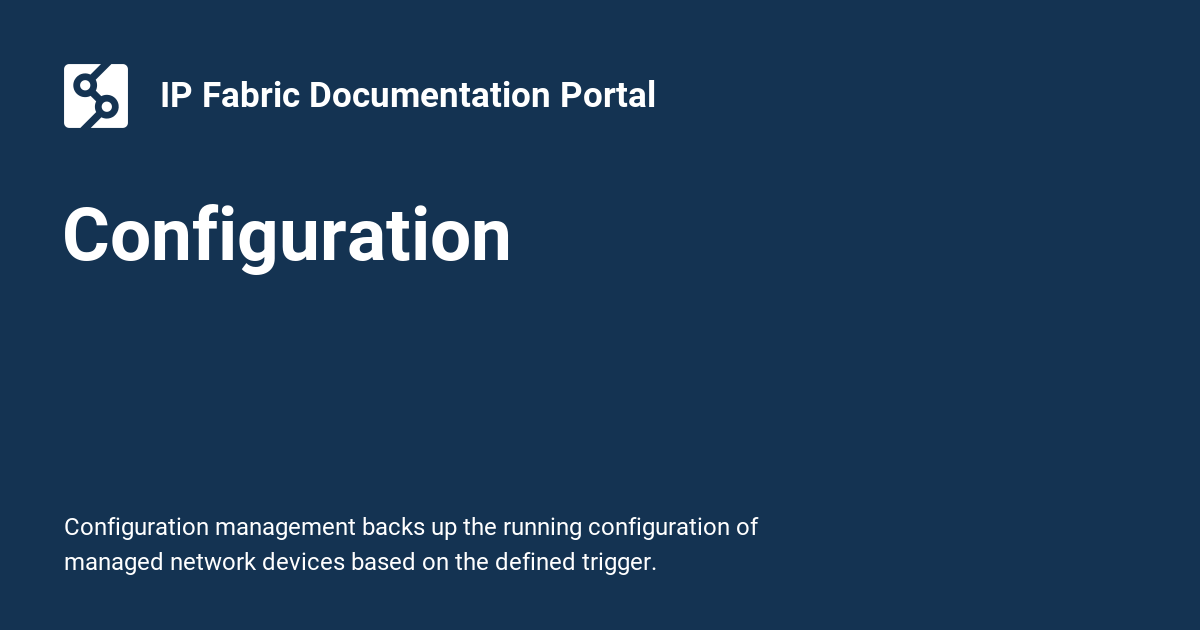 IP Fabric Documentation Portal
Configuration
Configuration management backs up the running configuration of
managed network devices based on the defined trigger.